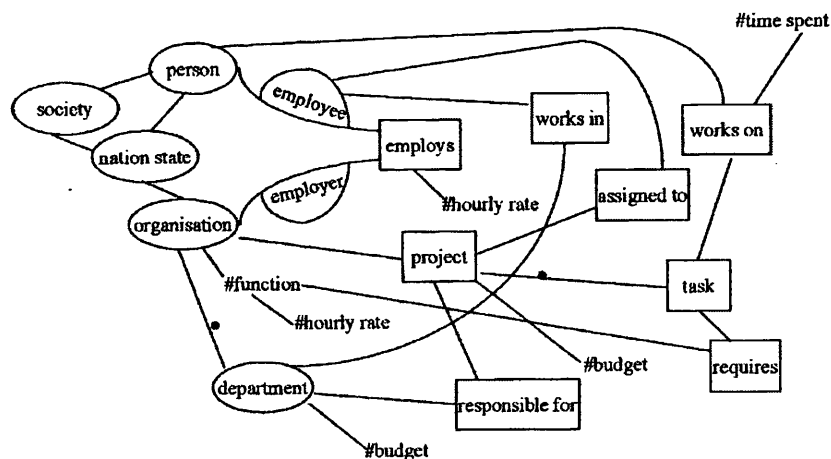 #time spent
person
society
employee
works in
works on
employs
nation state
employer
#hourly rate
assigned to
organisation
project
#function
task
#hourly rate
#budget
requires
department
responsible for
#budget